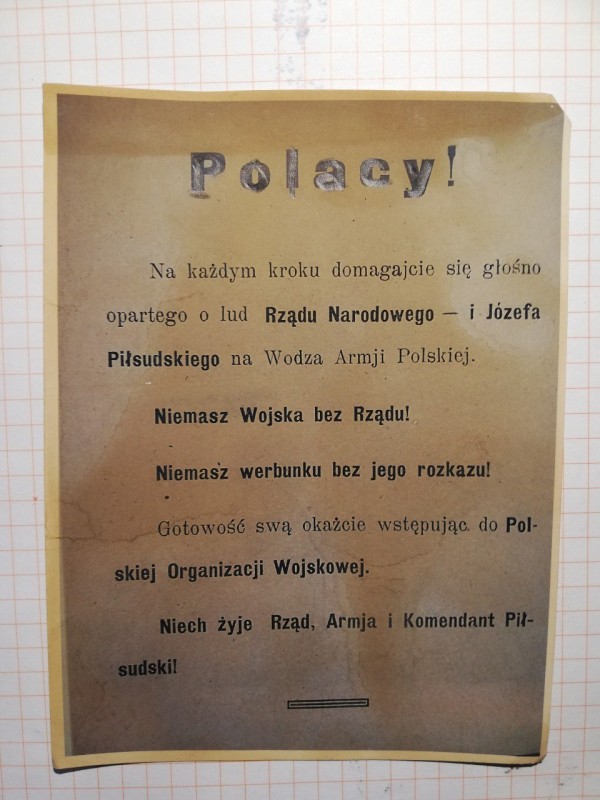 Polacy!
Na każdym kroku domagajcie się głośno
opartego o lud Rządu Narodowego — i Józefa
Piłsudskiego na Wodza Armji Polskiej.
Niemasz Wojska bez Rządu!
Niemasz werbunku bez jego rozkazu!
Gotowość swą okażcie wstępując do Pol-
skiej Organizacji Wojskowej.
Niech żyje Rząd, Armja i Komendant Pił-
sudski!